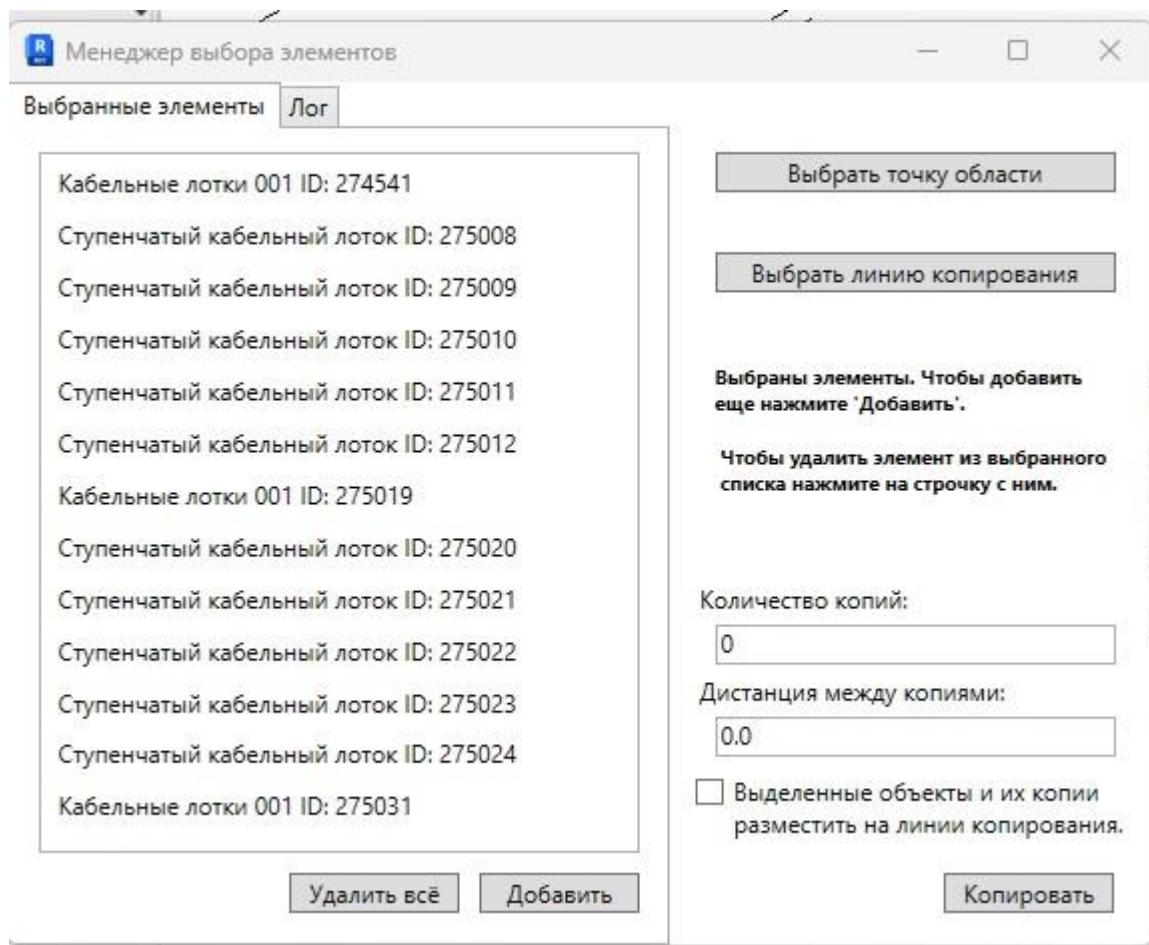 Менеджер выбора элементов
Выбранные элементы
Лог
Кабельные лотки 001 ID: 274541
Ступенчатый кабельный лоток ID: 275008
Ступенчатый кабельный лоток ID: 275009
Ступенчатый кабельный лоток ID: 275010
Ступенчатый кабельный лоток ID: 275011
Ступенчатый кабельный лоток ID: 275012
Кабельные лотки 001 ID: 275019
Ступенчатый кабельный лоток ID: 275020
Ступенчатый кабельный лоток ID: 275021
Ступенчатый кабельный лоток ID: 275022
Ступенчатый кабельный лоток ID: 275023
Ступенчатый кабельный лоток ID: 275024
Кабельные лотки 001 ID: 275031
Удалить всё
Добавить
Выбрать точку области
Выбрать линию копирования
Выбраны элементы. Чтобы добавить
еще нажмите 'Добавить'.
Чтобы удалить элемент из выбранного
списка нажмите на строчку с ним.
Количество копий:
0
Дистанция между копиями:
0.0
Выделенные объекты и их копии
разместить на линии копирования.
Копировать